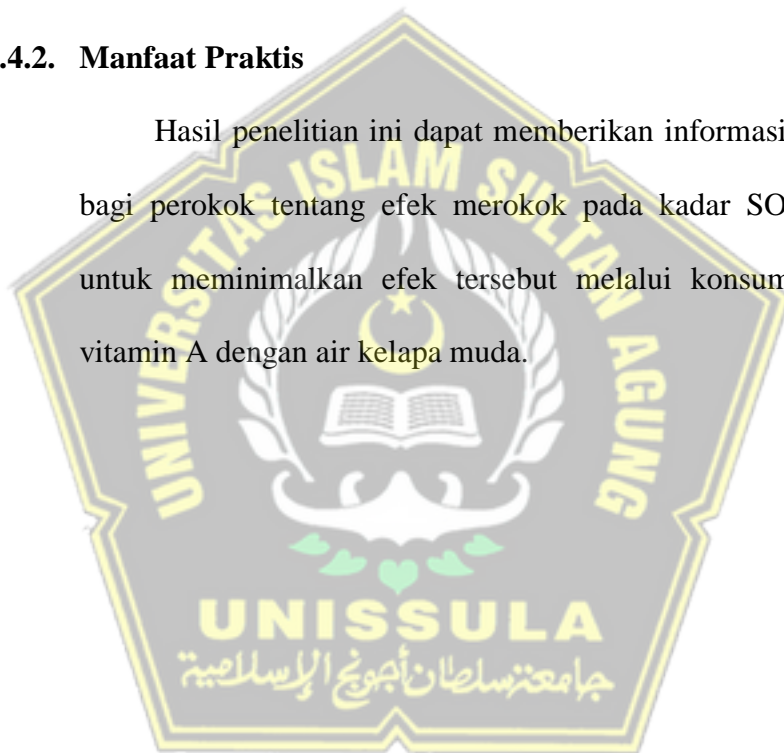 .4.2. Manfaat Praktis
Hasil penelitian ini dapat memberikan informasi
bagi perokok tentang efek merokok pada kadar SO
untuk meminimalkan efek tersebut melalui konsum
vitamin A dengan air kelapa muda.
UNIVERSITAS ISLAM SULTAN AGUNG
UNISSULA
جامعة سلطان أجونج الإسلامية